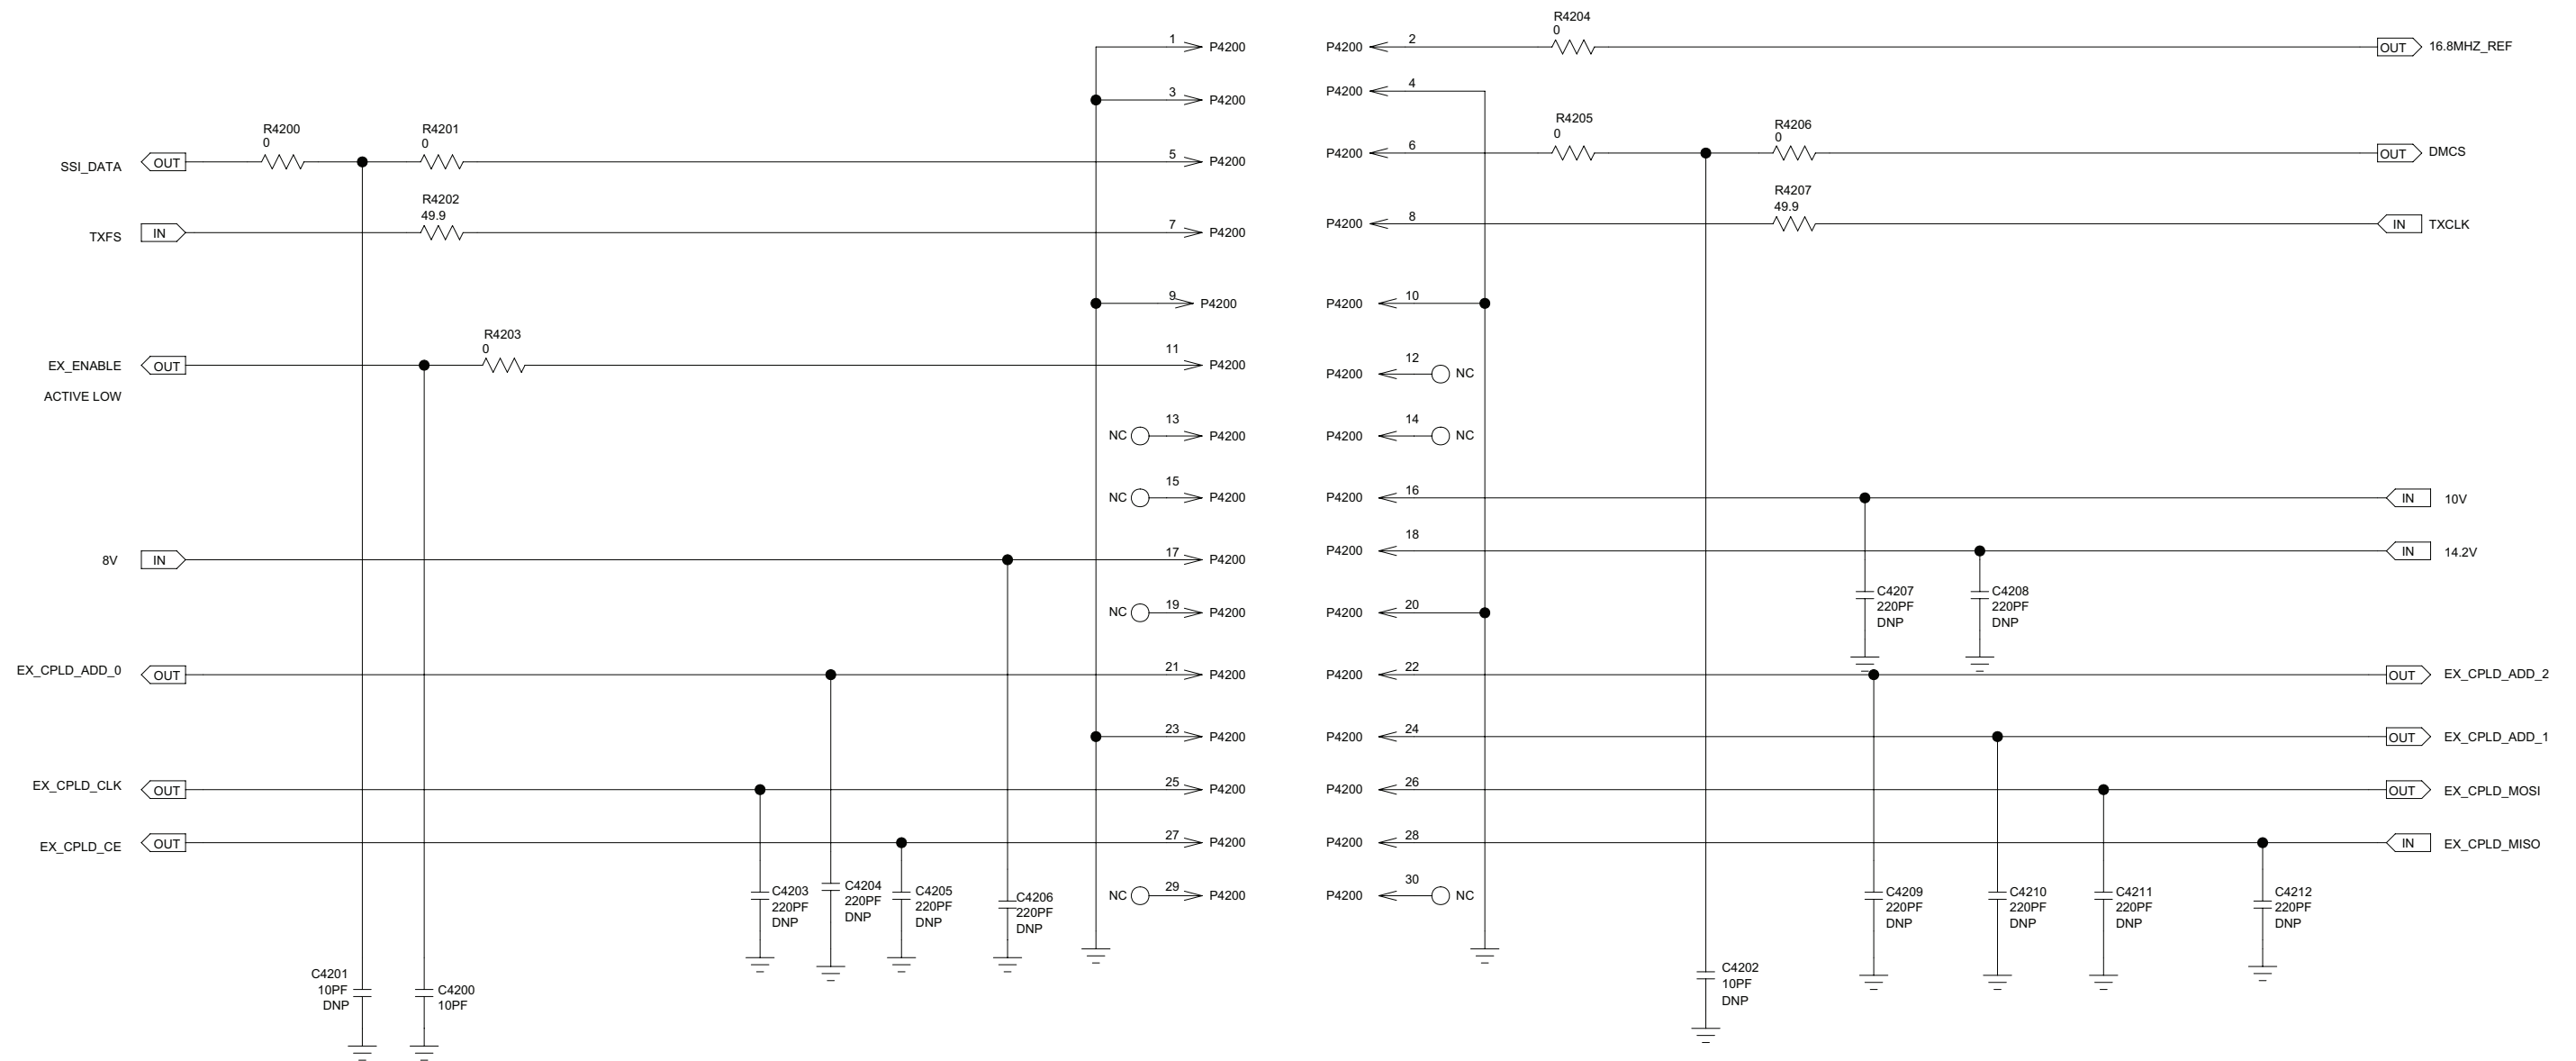 R4204
0
1
P4200
P4200
2
OUT
16.8MHZ_REF
3
P4200
P4200
4
R4200
0
R4201
0
R4205
0
R4206
0
SSI_DATA
OUT
5
P4200
P4200
6
OUT
DMCS
R4202
49.9
R4207
49.9
TXFS
IN
7
P4200
P4200
8
IN
TXCLK
9
P4200
P4200
10
R4203
0
EX_ENABLE
OUT
11
P4200
P4200
12
NC
ACTIVE LOW
NC
13
P4200
P4200
14
NC
NC
15
P4200
P4200
16
IN
10V
8V
IN
17
P4200
P4200
18
IN
14.2V
C4207
220PF
DNP
C4208
220PF
DNP
NC
19
P4200
P4200
20
EX_CPLD_ADD_0
OUT
21
P4200
P4200
22
OUT
EX_CPLD_ADD_2
23
P4200
P4200
24
OUT
EX_CPLD_ADD_1
EX_CPLD_CLK
OUT
25
P4200
P4200
26
OUT
EX_CPLD_MOSI
EX_CPLD_CE
OUT
27
P4200
P4200
28
IN
EX_CPLD_MISO
NC
29
P4200
P4200
30
NC
C4203
220PF
DNP
C4204
220PF
DNP
C4205
220PF
DNP
C4206
220PF
DNP
C4209
220PF
DNP
C4210
220PF
DNP
C4211
220PF
DNP
C4212
220PF
DNP
C4201
10PF
DNP
C4200
10PF
C4202
10PF
DNP